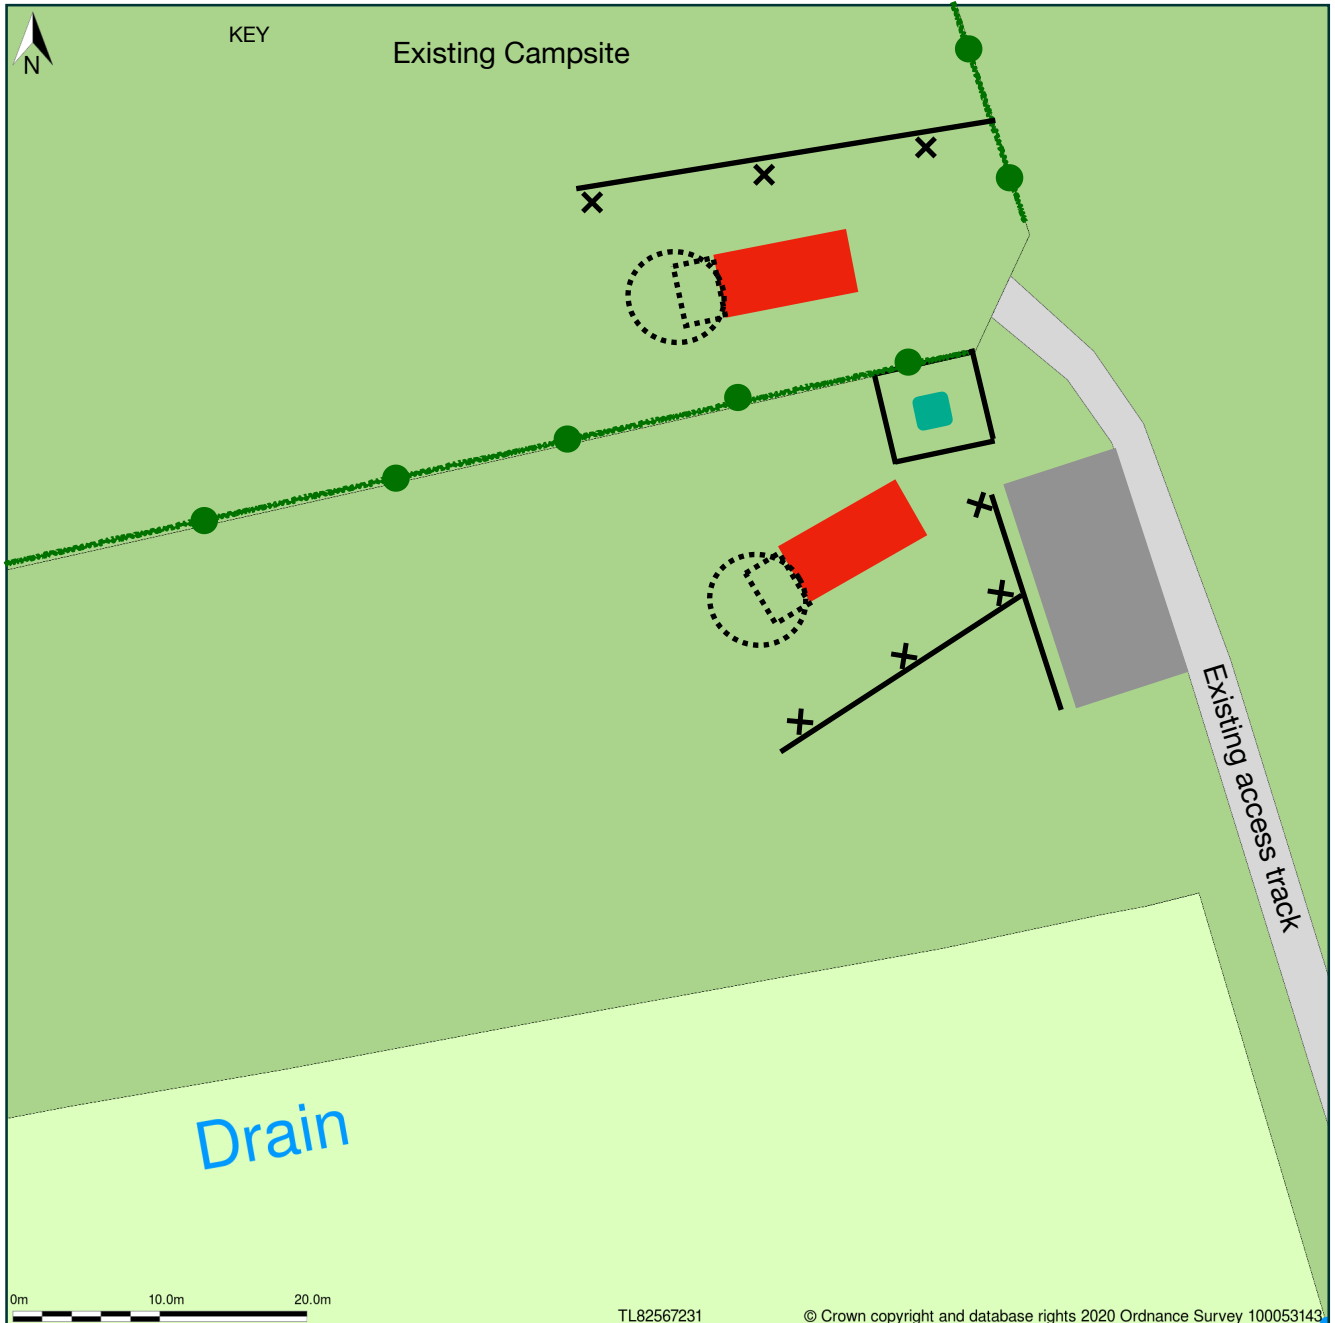 KEY
Existing Campsite
N
Existing access track
Drain
0m 10.0m 20.0m
TL82567231
© Crown copyright and database rights 2020 Ordnance Survey 100053143